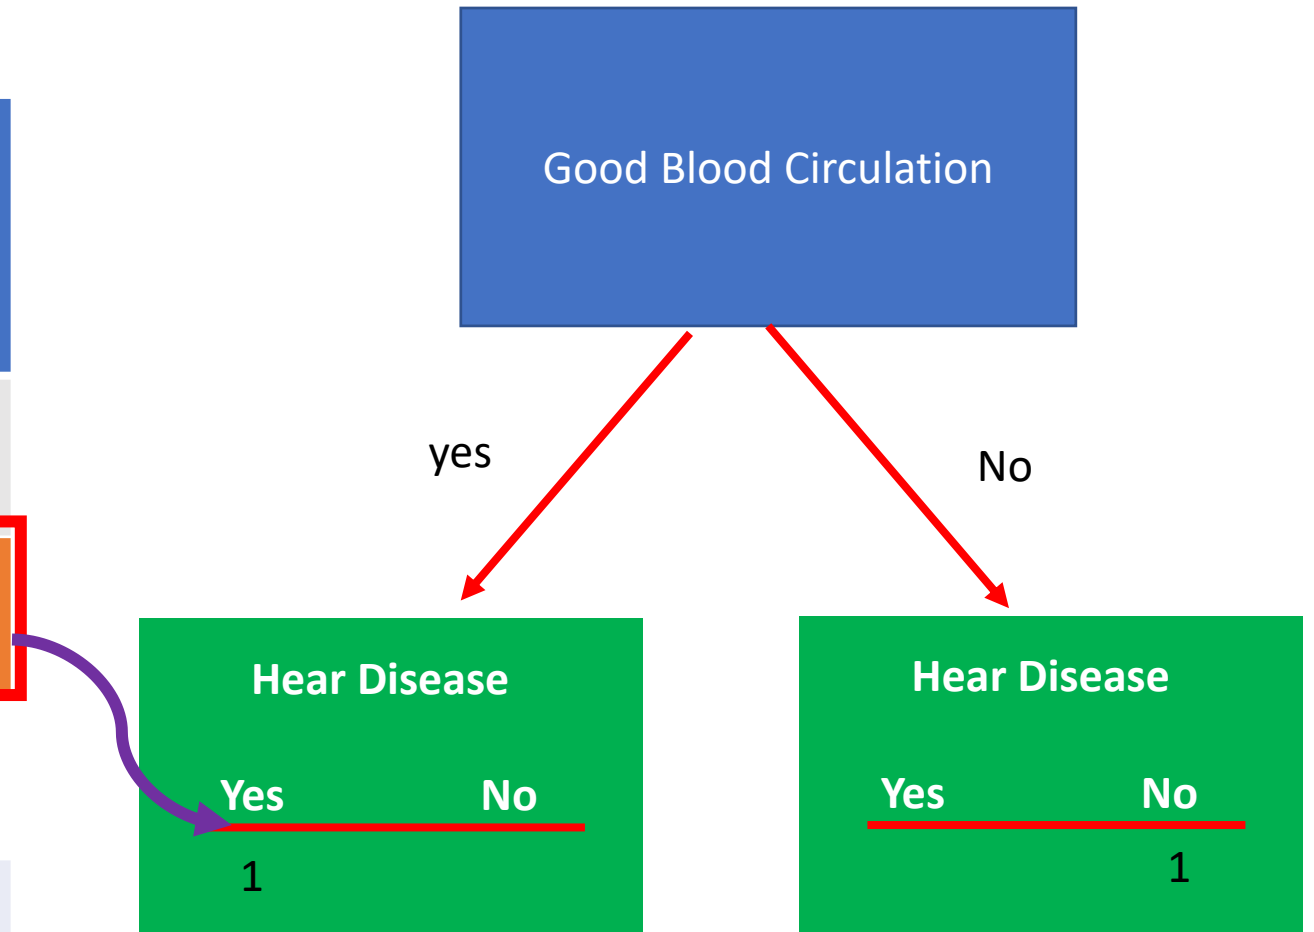 Good Blood Circulation
yes
No
Hear Disease
Yes No
1
Hear Disease
Yes No
1